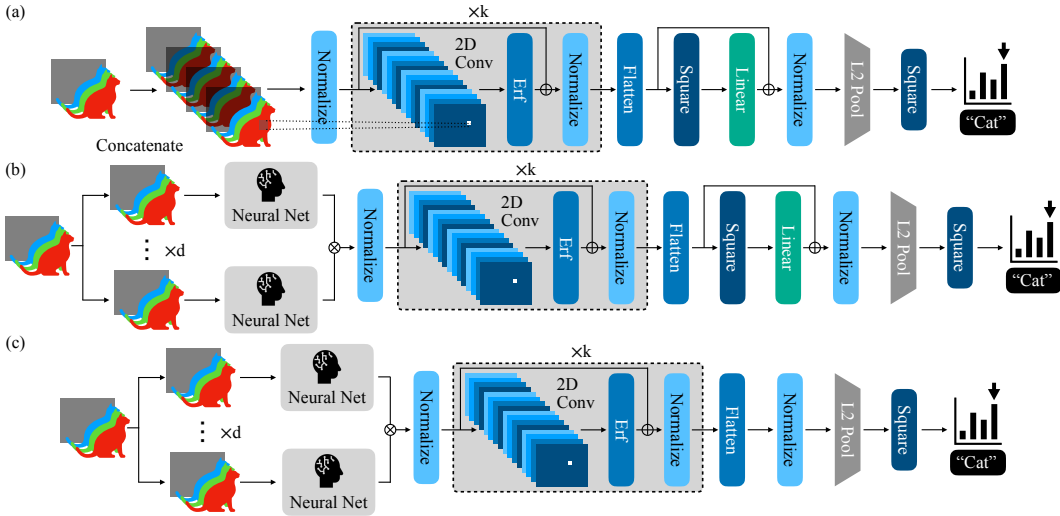 (a)
×k
Concatenate
Normalize
2D
Conv
Erf
Normalize
Flatten
Square
Linear
Normalize
L2 Pool
Square
“Cat”
(b)
×k
×d
Neural Net
Neural Net
Normalize
2D
Conv
Erf
Normalize
Flatten
Square
Linear
Normalize
L2 Pool
Square
“Cat”
(c)
×k
×d
Neural Net
Neural Net
Normalize
2D
Conv
Erf
Normalize
Flatten
Normalize
L2 Pool
Square
“Cat”